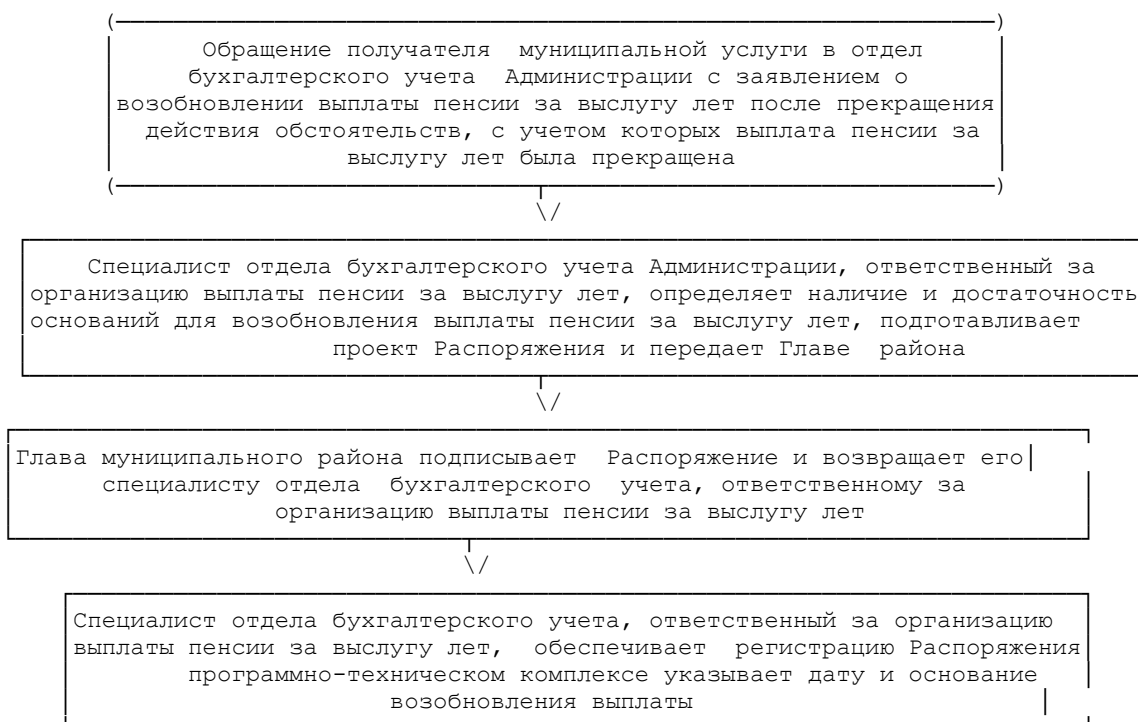 Обращение получателя муниципальной услуги в отдел
бухгалтерского учета Администрации с заявлением о
возобновлении выплаты пенсии за выслугу лет после прекращения
действия обстоятельств, с учетом которых выплата пенсии за
выслугу лет была прекращена
Специалист отдела бухгалтерского учета Администрации, ответственный за
организацию выплаты пенсии за выслугу лет, определяет наличие и достаточность
оснований для возобновления выплаты пенсии за выслугу лет, подготавливает
проект Распоряжения и передает Главе района
Глава муниципального района подписывает Распоряжение и возвращает его
специалисту отдела бухгалтерского учета, ответственному за
организацию выплаты пенсии за выслугу лет
Специалист отдела бухгалтерского учета, ответственный за организацию
выплаты пенсии за выслугу лет, обеспечивает регистрацию Распоряжения
программно-техническом комплексе указывает дату и основание
возобновления выплаты